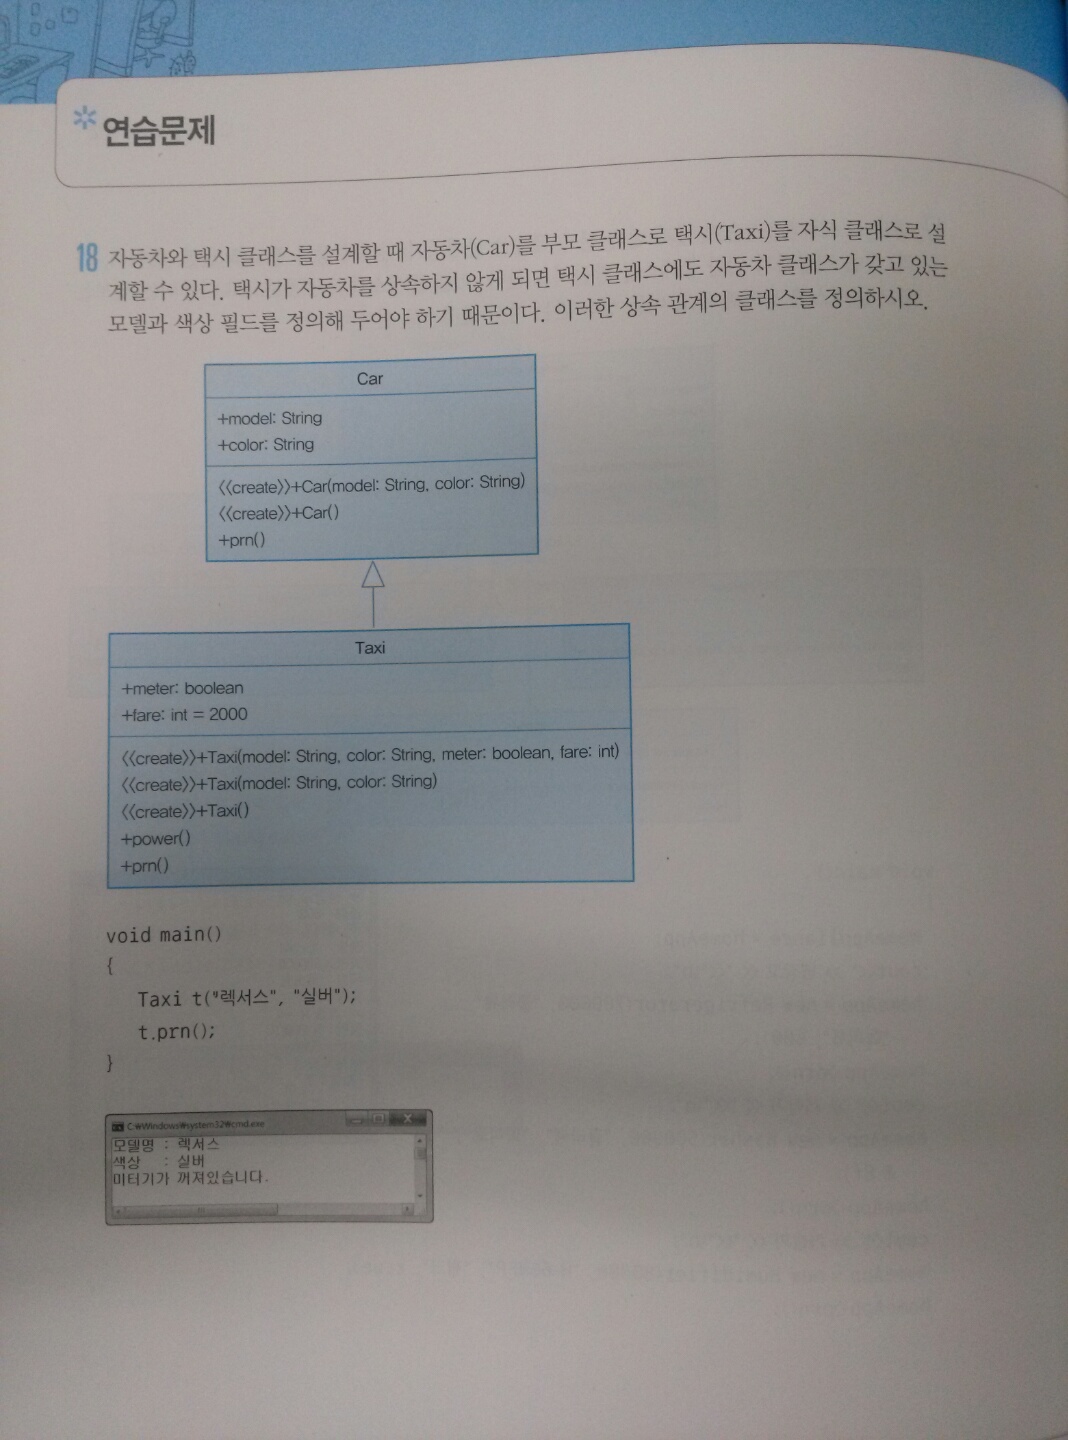 연습문제
18 자동차와 택시 클래스를 설계할 때 자동차(Car)를 부모 클래스로 택시(Taxi)를 자식 클래스로 설
계할 수 있다. 택시가 자동차를 상속하지 않게 되면 택시 클래스에도 자동차 클래스가 갖고 있는
모델과 색상 필드를 정의해 두어야 하기 때문이다. 이러한 상속 관계의 클래스를 정의하시오.
Car
+model: String
+color: String
<<create>>+Car(model: String, color: String)
<<create>>+Car()
+prn()
Taxi
+meter: boolean
+fare: int = 2000
<<create>>+Taxi(model: String, color: String, meter: boolean, fare: int)
<<create>>+Taxi(model: String, color: String)
<<create>>+Taxi()
+power()
+prn()
void main()
{
Taxi t("렉서스", "실버");
t.prn();
}
C:₩Windows₩system32₩cmd.exe
모델명 : 렉서스
색상 : 실버
미터기가 꺼져있습니다.